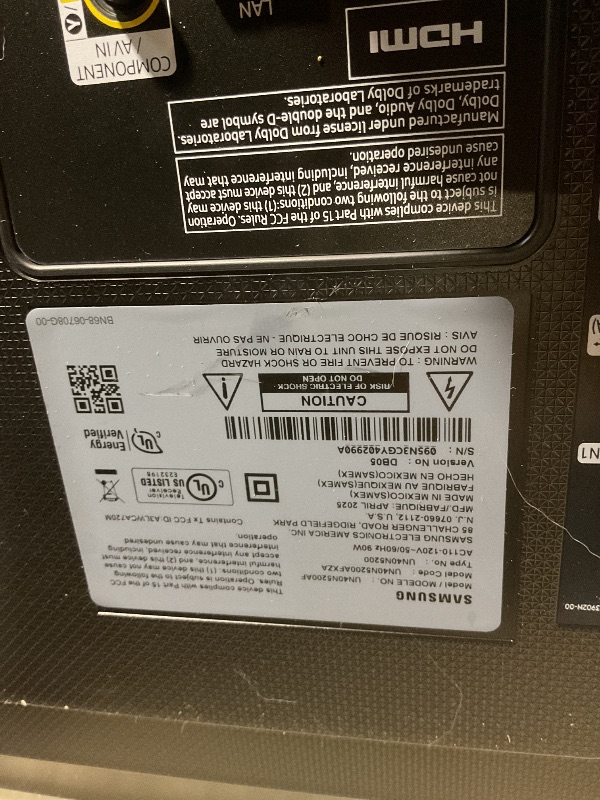 SAMSUNG
Model / MODELE NO. : UN40N5200AF
Model Code : UN40N5200AFXZA
Type No. : UN40N5200
AC110-120V~50/60Hz 90W
SAMSUNG ELECTRONICS AMERICA INC.
85 CHALLENGER ROAD, RIDGEFIELD PARK
N.J. 07660-2112, U.S.A
MFD./FABRIQUE : APRIL 2025
MADE IN MEXICO(SAMEX)
FABRIQUE AU MEXIQUE(SAMEX)
HECHO EN MEXICO(SAMEX)
Version No : DB05
S/N : 095N3CGY402990A
This device complies with Part 15 of the FCC
Rules. Operation is subject to the following
two conditions: (1) this device may not cause
harmful interference, and (2) this device must
accept any interference received, including
interference that may cause undesired
operation.
Contains Tx FCC ID :A3LWCA720M
C UL US LISTED
Television
Receiver
E252198
C UL
Energy
Verified
CAUTION
RISK OF ELECTRIC SHOCK
DO NOT OPEN
WARNING : TO PREVENT FIRE OR SHOCK HAZARD
DO NOT EXPOSE THIS UNIT TO RAIN OR MOISTURE
AVIS : RISQUE DE CHOC ELECTRIQUE - NE PAS OUVRIR
BN68-06708G-00
3902H-00
N1
This device complies with Part 15 of the FCC Rules. Operation
is subject to the following two conditions:(1) this device may
not cause harmful interference, and (2) this device must accept
any interference received, including interference that may
cause undesired operation.
Manufactured under license from Dolby Laboratories.
Dolby, Dolby Audio, and the double-D symbol are
trademarks of Dolby Laboratories.
HDMI
LAN
COMPONENT
/ AV IN
Y/